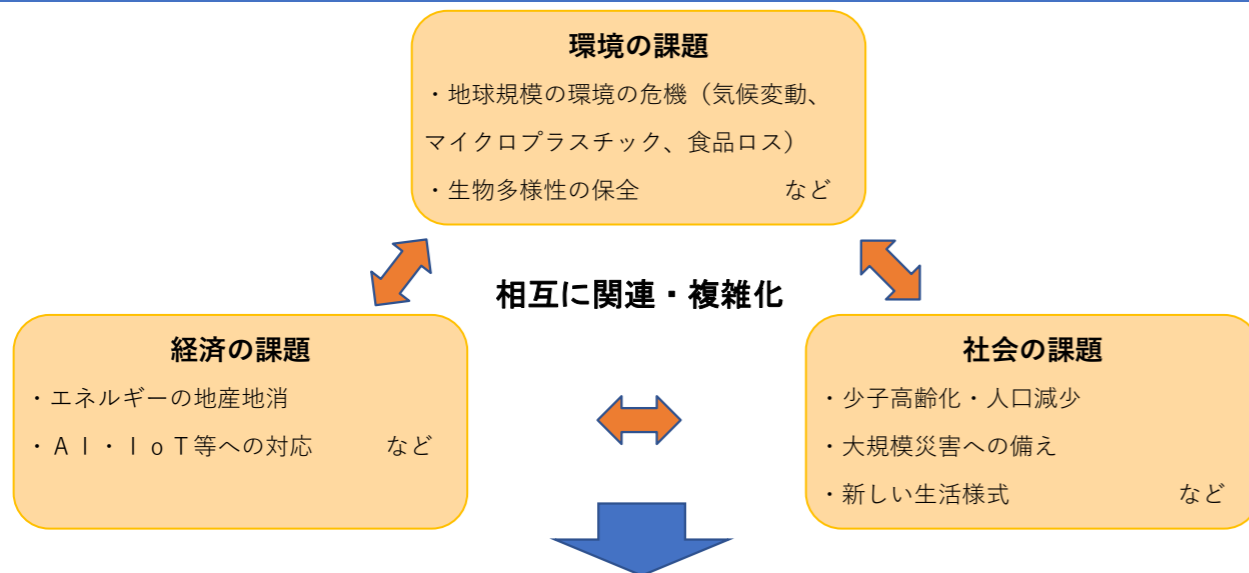 環境の課題
・地球規模の環境の危機（気候変動、
マイクロプラスチック、食品ロス）
・生物多様性の保全　など
相互に関連・複雑化
経済の課題
・エネルギーの地産地消
・ＡＩ・ＩｏＴ等への対応　など
社会の課題
・少子高齢化・人口減少
・大規模災害への備え
・新しい生活様式　など